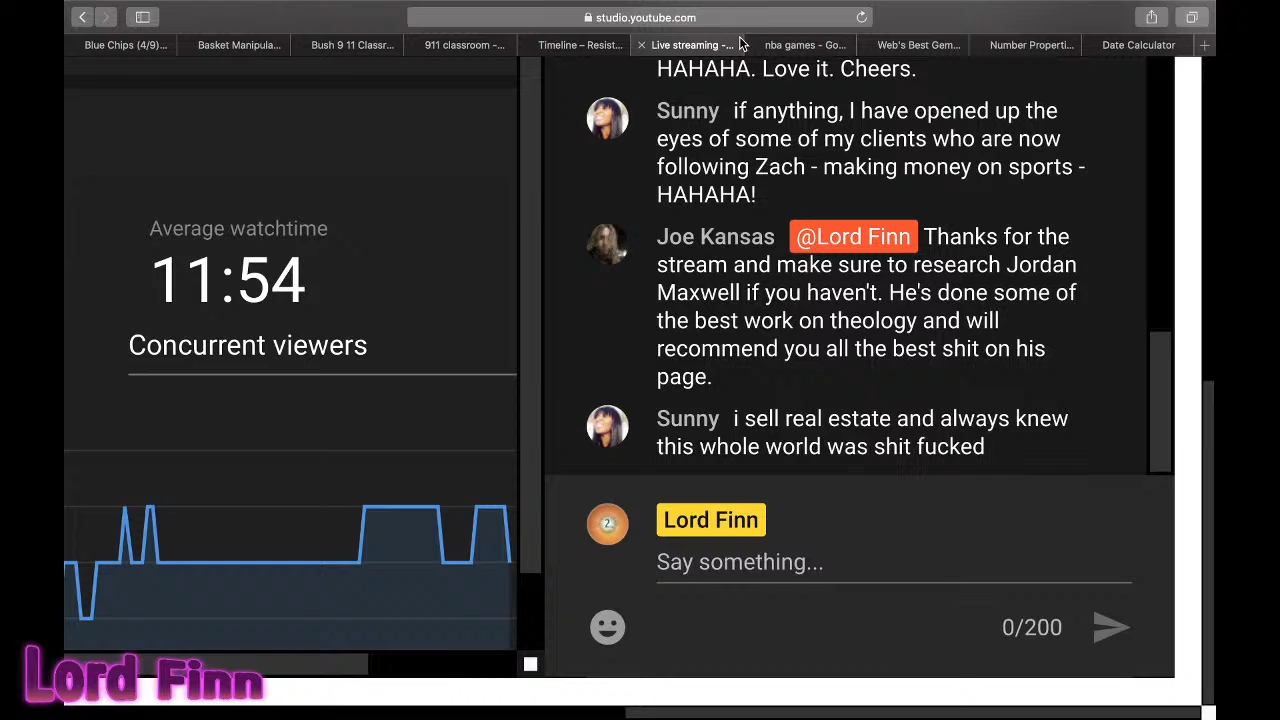 studio.youtube.com
Blue Chips (4/9)...
Basket Manipula...
Bush 9 11 Classr...
911 classroom -...
Timeline – Resist...
Live streaming -...
nba games - Go...
Web's Best Gem...
Number Properti...
Date Calculator
HAHAHA. Love it. Cheers.
Sunny if anything, I have opened up the
eyes of some of my clients who are now
following Zach - making money on sports -
HAHAHA!
Average watchtime
11:54
Concurrent viewers
Joe Kansas @Lord Finn Thanks for the
stream and make sure to research Jordan
Maxwell if you haven't. He's done some of
the best work on theology and will
recommend you all the best shit on his
page.
Sunny i sell real estate and always knew
this whole world was shit fucked
2
Lord Finn
Say something...
0/200
Lord Finn